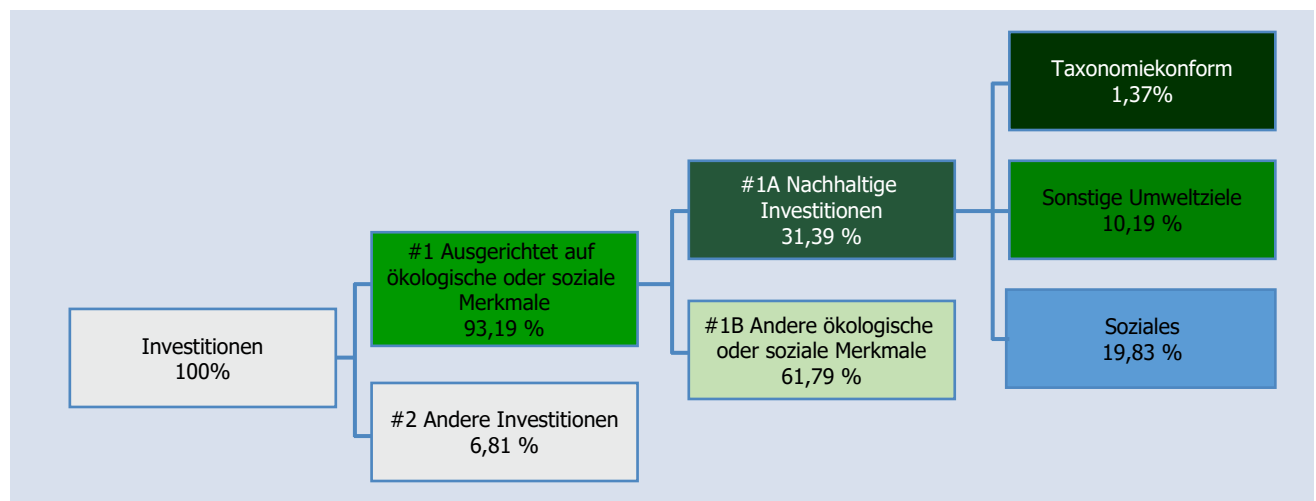 Investitionen
100%
#1 Ausgerichtet auf
ökologische oder soziale
Merkmale
93,19 %
#2 Andere Investitionen
6,81 %
#1A Nachhaltige
Investitionen
31,39 %
#1B Andere ökologische
oder soziale Merkmale
61,79 %
Taxonomiekonform
1,37%
Sonstige Umweltziele
10,19 %
Soziales
19,83 %